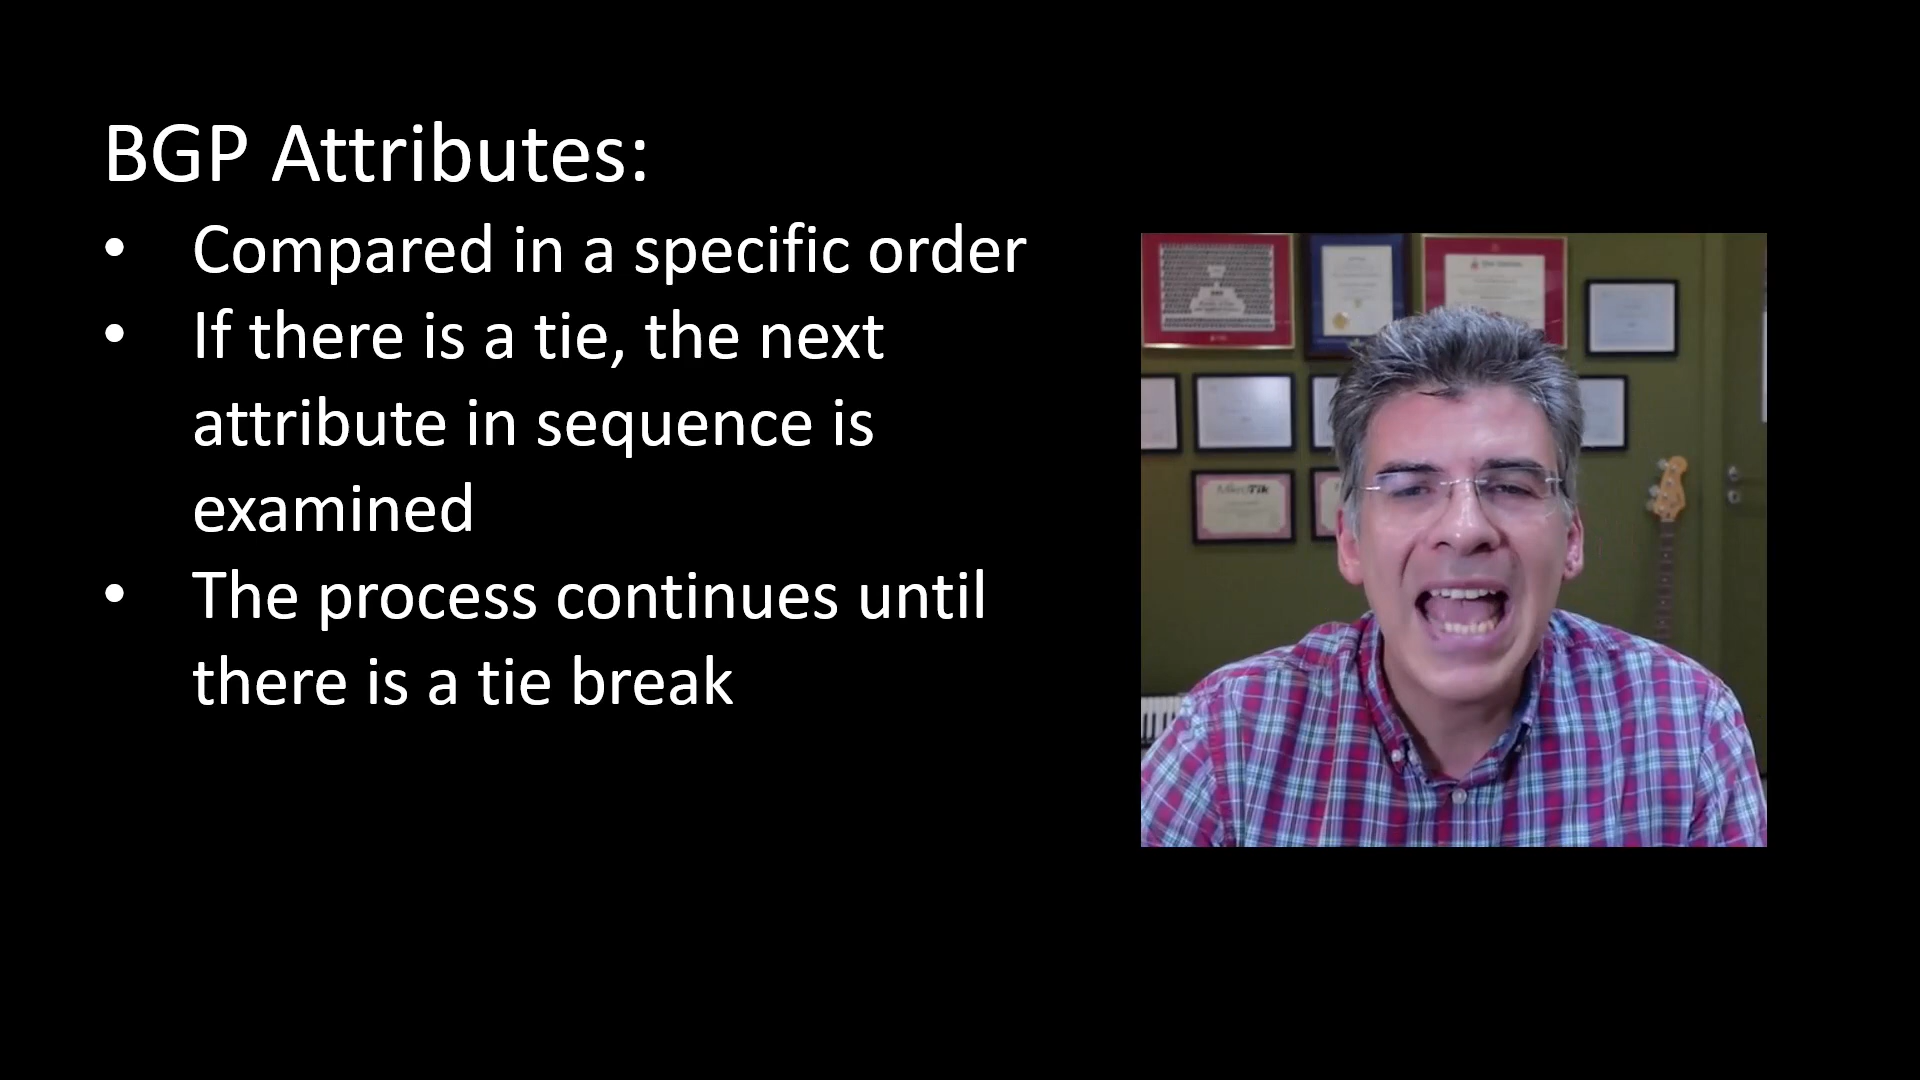 BGP Attributes:
• Compared in a specific order
• If there is a tie, the next
attribute in sequence is
examined
• The process continues until
there is a tie break
MikroTik